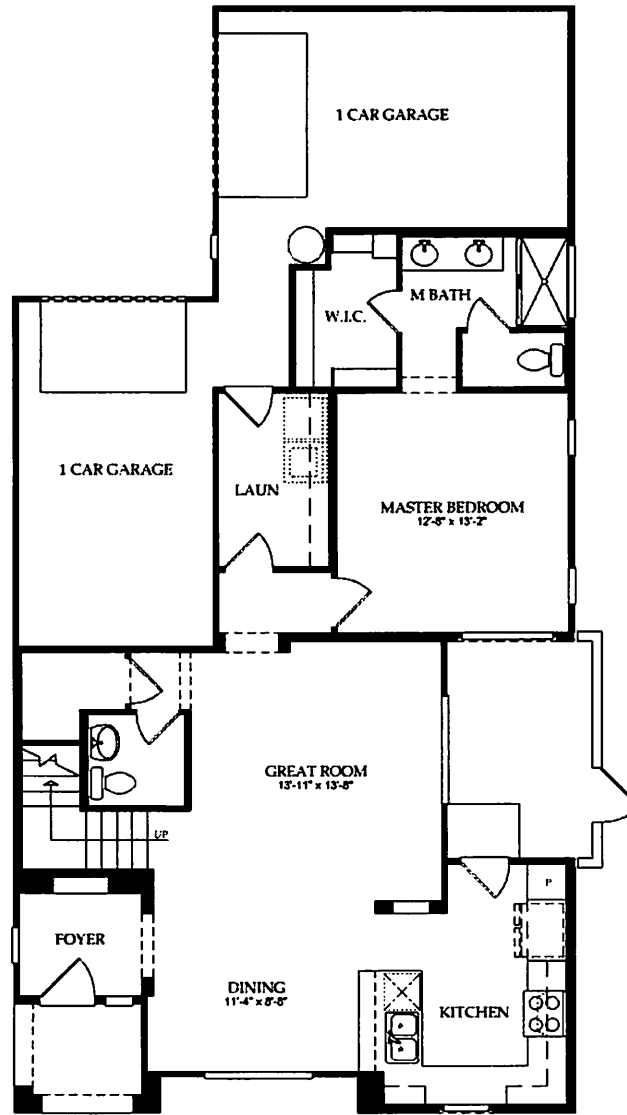 1 CAR GARAGE
M BATH
W.I.C.
1 CAR GARAGE
LAUN
MASTER BEDROOM
12'-8" x 13'-2"
GREAT ROOM
13'-11" x 13'-8"
UP
P
FOYER
DINING
11'-4" x 8'-8"
KITCHEN